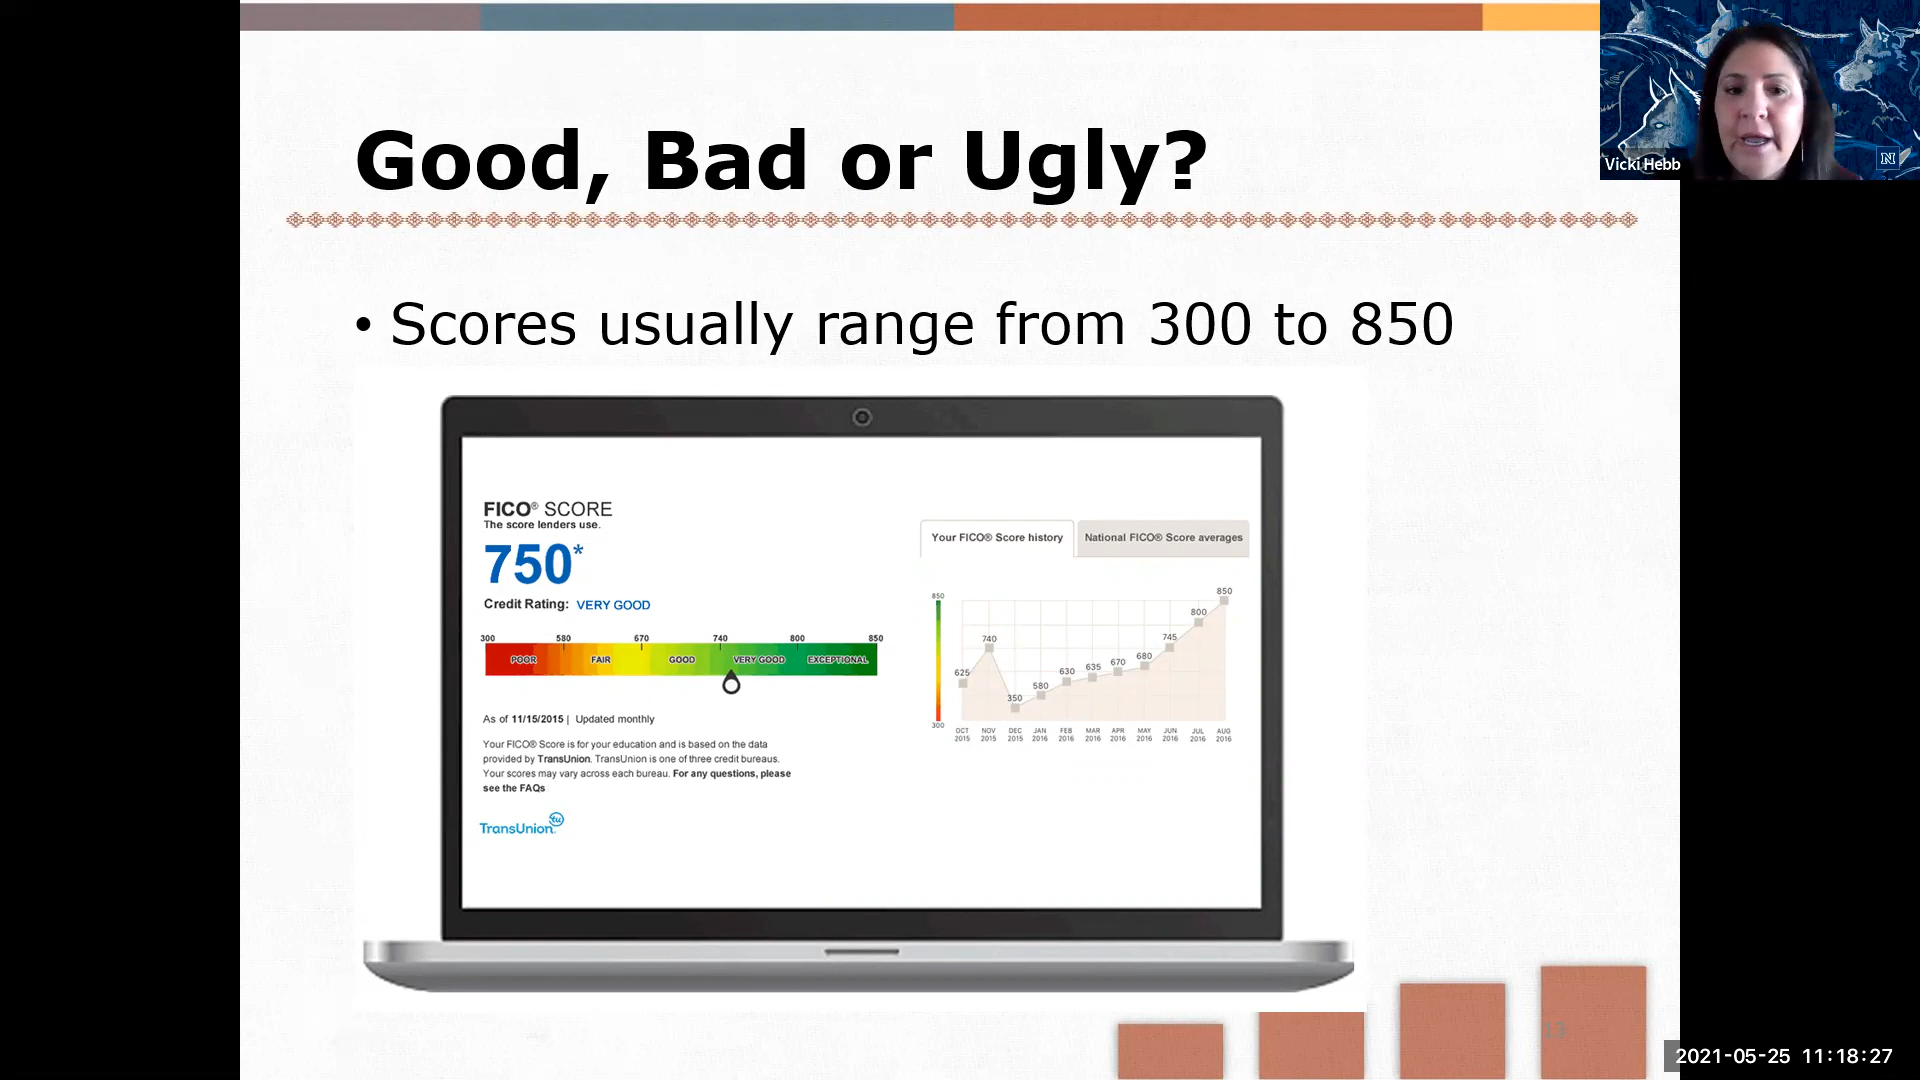 Good, Bad or Ugly?
• Scores usually range from 300 to 850
FICO® SCORE
The score lenders use.
750*
Credit Rating: VERY GOOD
300 580 670 740 800 850
POOR FAIR GOOD VERY GOOD EXCEPTIONAL
As of 11/15/2015 | Updated monthly
Your FICO® Score is for your education and is based on the data
provided by TransUnion. TransUnion is one of three credit bureaus.
Your scores may vary across each bureau. For any questions, please
see the FAQs
TransUnion
tu
Your FICO® Score history
National FICO® Score averages
850
300
625 740 350 580 630 635 670 680 745 800 850
OCT NOV DEC JAN FEB MAR APR MAY JUN JUL AUG
2015 2015 2015 2016 2016 2016 2016 2016 2016 2016 2016
13
Vicki Hebb
N
2021-05-25 11:18:27